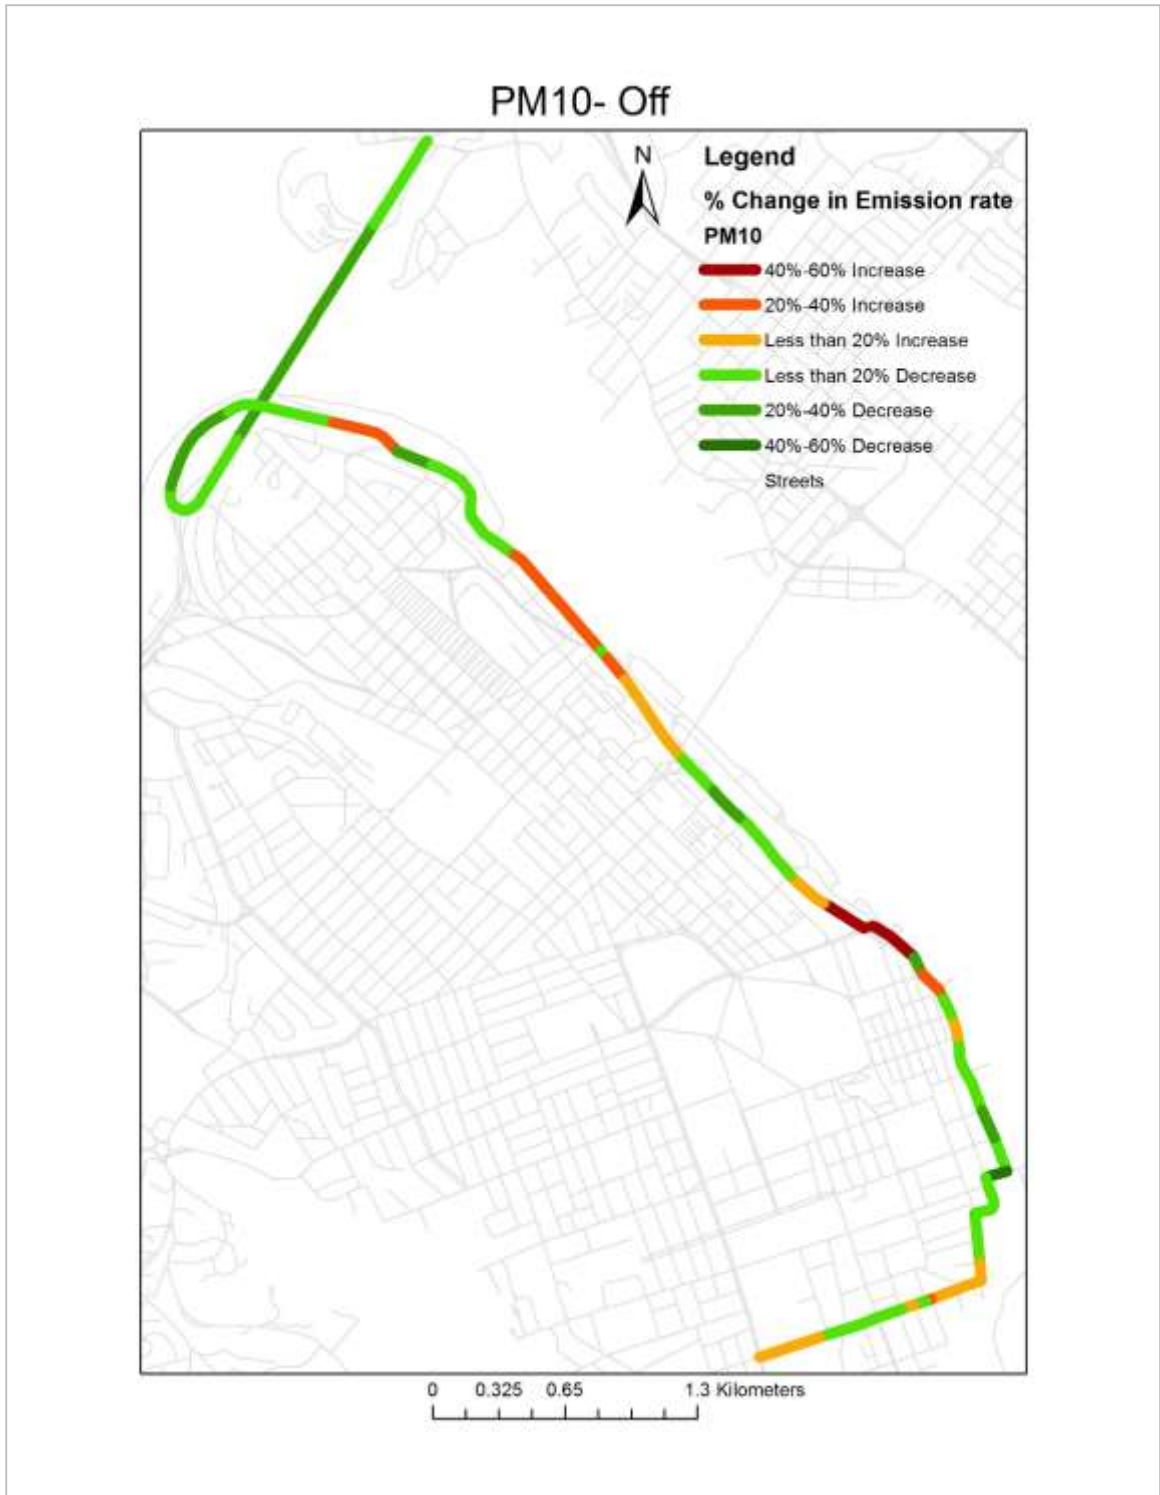 PM10- Off
N
Legend
% Change in Emission rate
PM10
40%-60% Increase
20%-40% Increase
Less than 20% Increase
Less than 20% Decrease
20%-40% Decrease
40%-60% Decrease
Streets
0 0.325 0.65 1.3 Kilometers